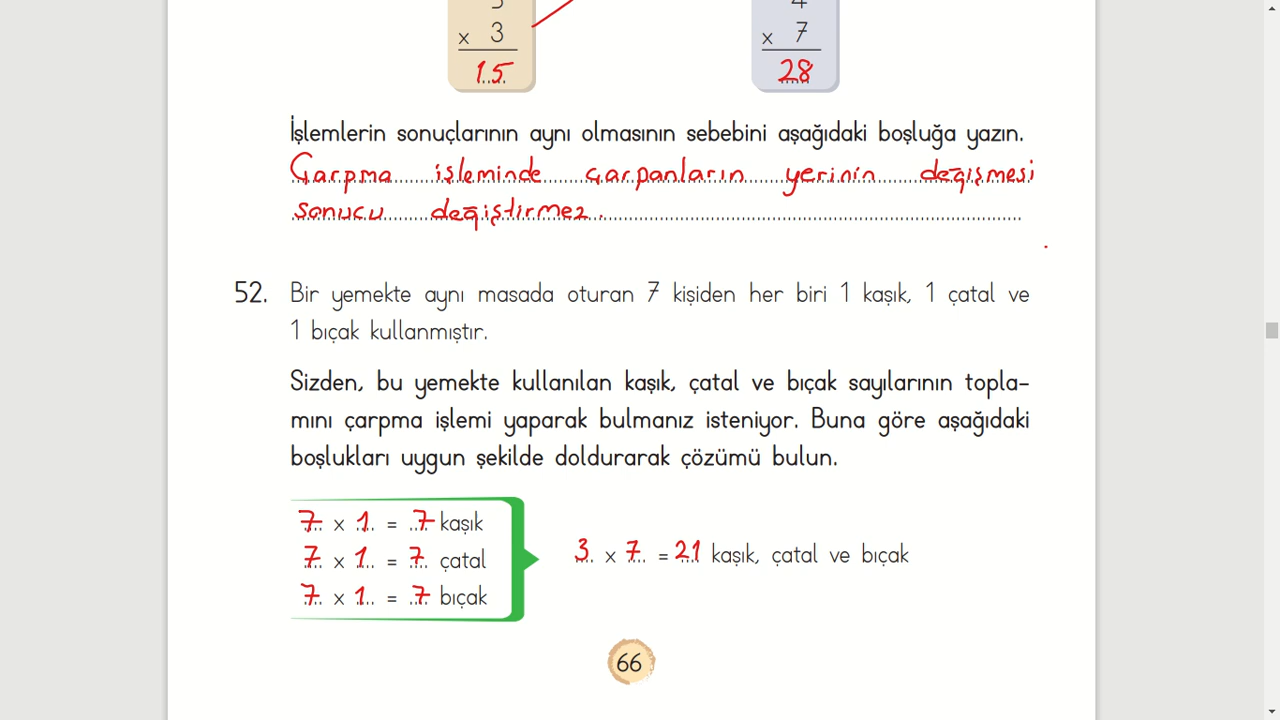 5 4
x 3 x 7
15 28
İşlemlerin sonuçlarının aynı olmasının sebebini aşağıdaki boşluğa yazın.
Çarpma işleminde çarpanların yerinin değişmesi
sonucu değiştirmez.
52. Bir yemekte aynı masada oturan 7 kişiden her biri 1 kaşık, 1 çatal ve
1 bıçak kullanmıştır.
Sizden, bu yemekte kullanılan kaşık, çatal ve bıçak sayılarının topla-
mını çarpma işlemi yaparak bulmanız isteniyor. Buna göre aşağıdaki
boşlukları uygun şekilde doldurarak çözümü bulun.
7 x 1 = 7 kaşık
7 x 1 = 7 çatal
7 x 1 = 7 bıçak
3 x 7 = 21 kaşık, çatal ve bıçak
66